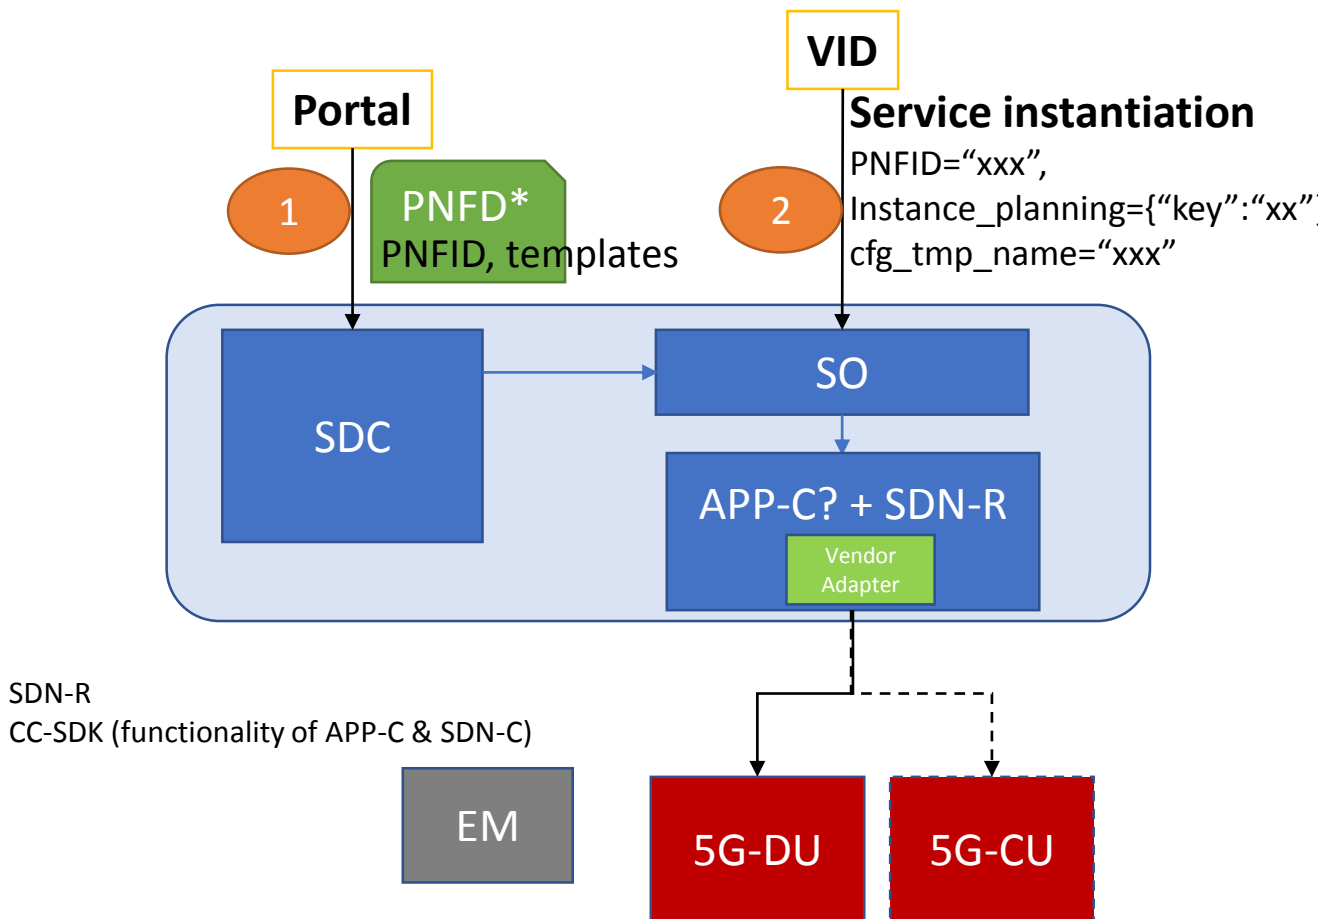 VID
Portal
Service instantiation
PNFID=“xxx”,
Instance_planning={“key”:“xx”}
cfg_tmp_name=“xxx”
1
PNFD*
PNFID, templates
2
SDC
SO
APP-C? + SDN-R
Vendor
Adapter
SDN-R
CC-SDK (functionality of APP-C & SDN-C)
EM
5G-DU
5G-CU